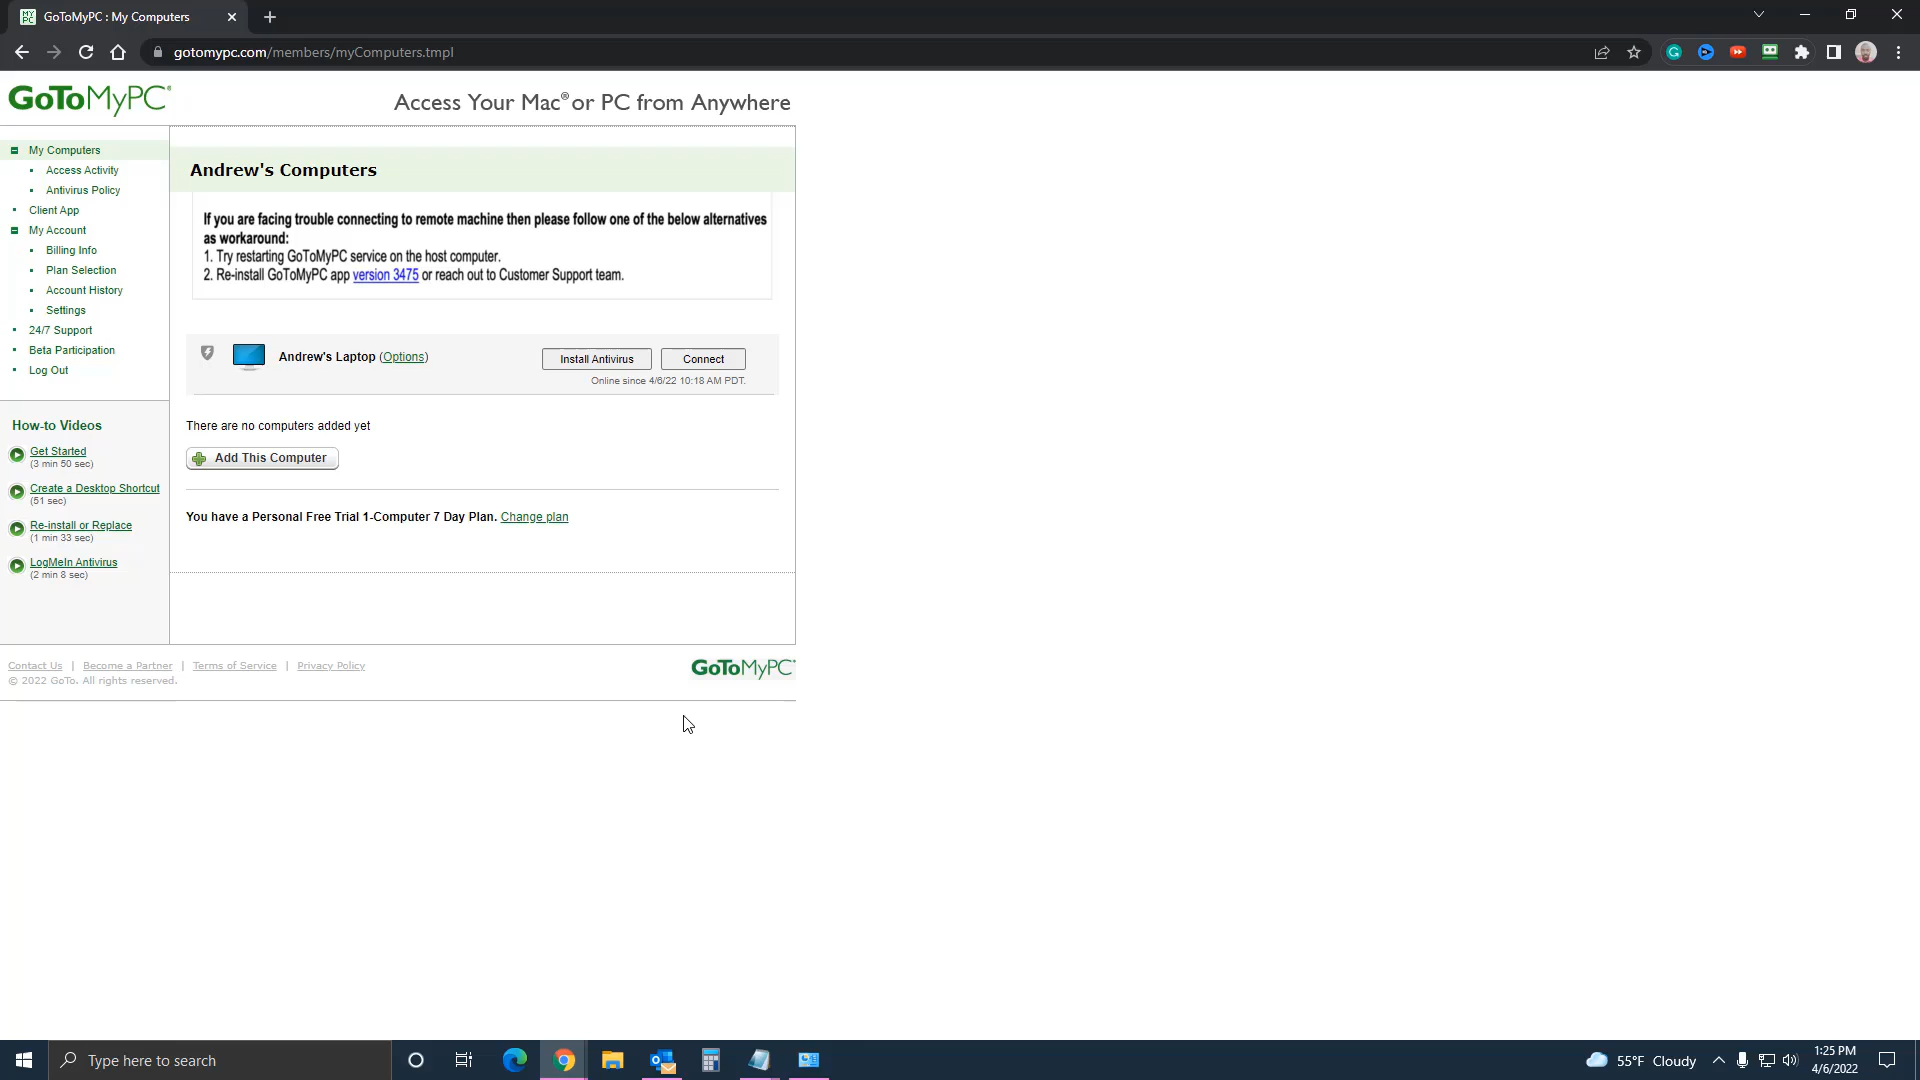 GoToMyPC : My Computers
gotomypc.com/members/myComputers.tmpl
GoToMyPC®
Access Your Mac® or PC from Anywhere
My Computers
Access Activity
Antivirus Policy
Client App
My Account
Billing Info
Plan Selection
Account History
Settings
24/7 Support
Beta Participation
Log Out
How-to Videos
Get Started
(3 min 50 sec)
Create a Desktop Shortcut
(51 sec)
Re-install or Replace
(1 min 33 sec)
LogMeIn Antivirus
(2 min 8 sec)
Andrew's Computers
If you are facing trouble connecting to remote machine then please follow one of the below alternatives
as workaround:
1. Try restarting GoToMyPC service on the host computer.
2. Re-install GoToMyPC app version 3475 or reach out to Customer Support team.
Andrew's Laptop (Options)
Install Antivirus
Connect
Online since 4/6/22 10:18 AM PDT.
There are no computers added yet
Add This Computer
You have a Personal Free Trial 1-Computer 7 Day Plan. Change plan
Contact Us | Become a Partner | Terms of Service | Privacy Policy
© 2022 GoTo. All rights reserved.
GoToMyPC®
Type here to search
55°F Cloudy
1:25 PM
4/6/2022